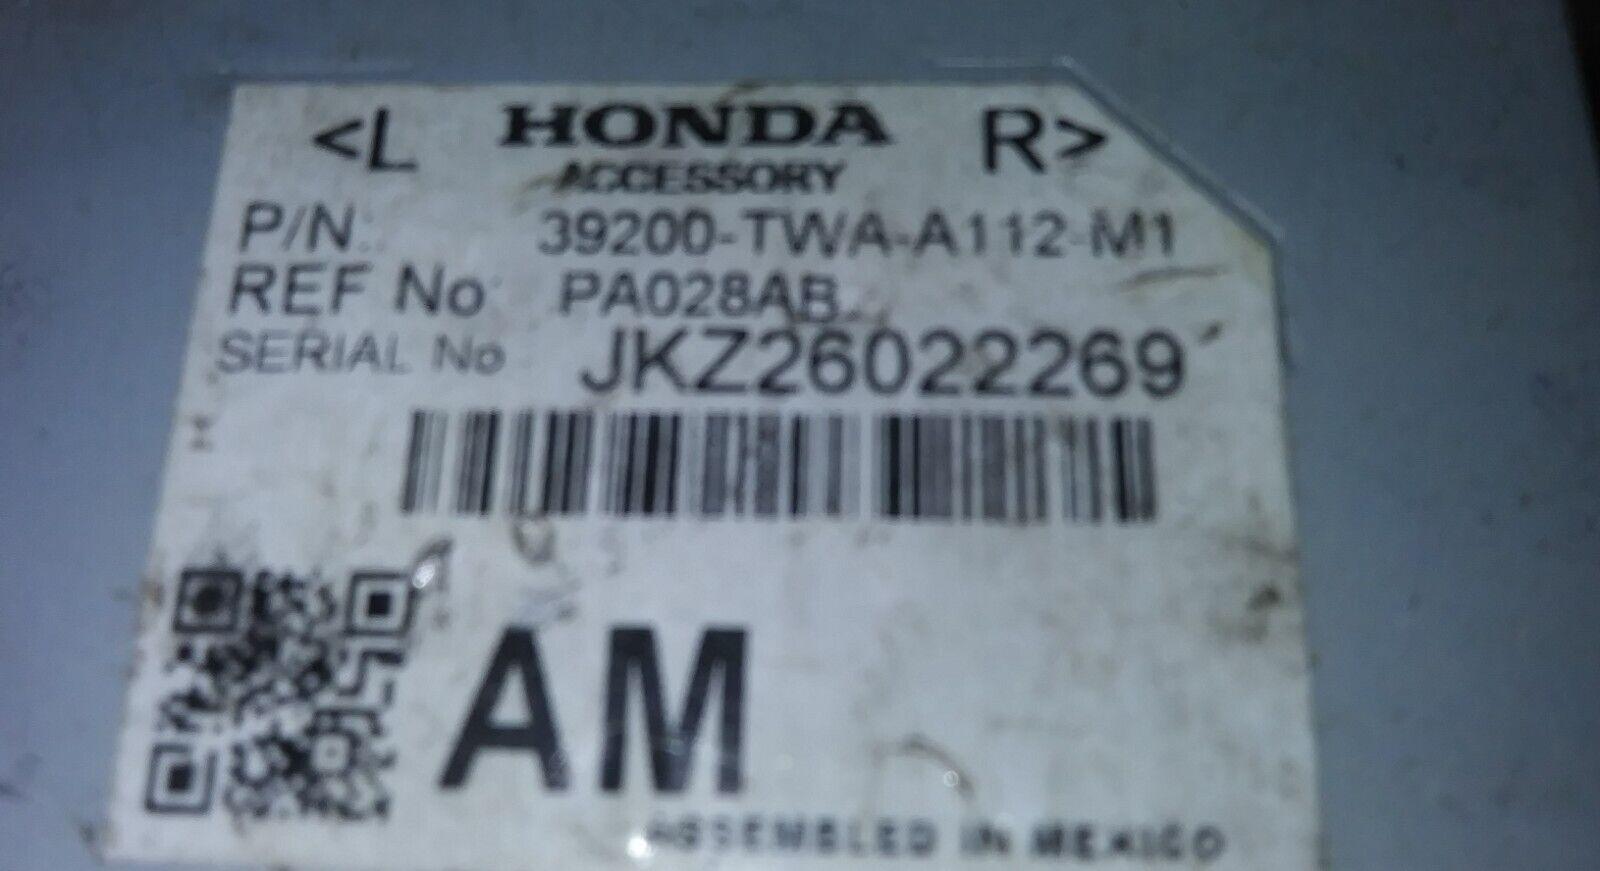 <L HONDA R>
ACCESSORY
P/N: 39200-TWA-A112-M1
REF No: PA028AB
SERIAL No JKZ26022269
AM
ASSEMBLED IN MEXICO